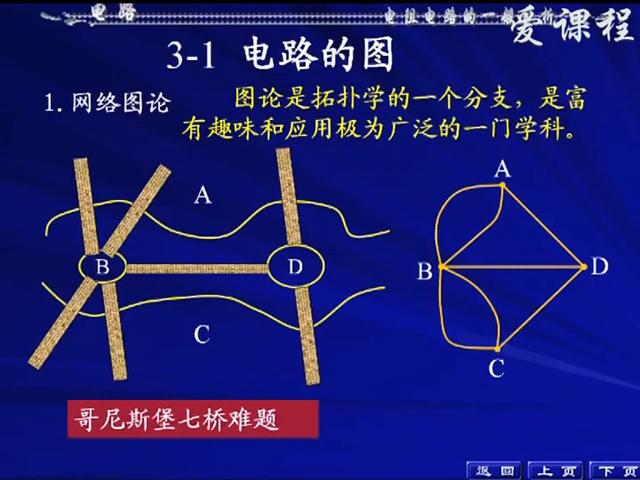 电路
电阻电路的一般分析
爱课程
3-1 电路的图
1. 网络图论
图论是拓扑学的一个分支，是富
有趣味和应用极为广泛的一门学科。
A
B
D
C
A
B
D
C
哥尼斯堡七桥难题
返回 上页 下页